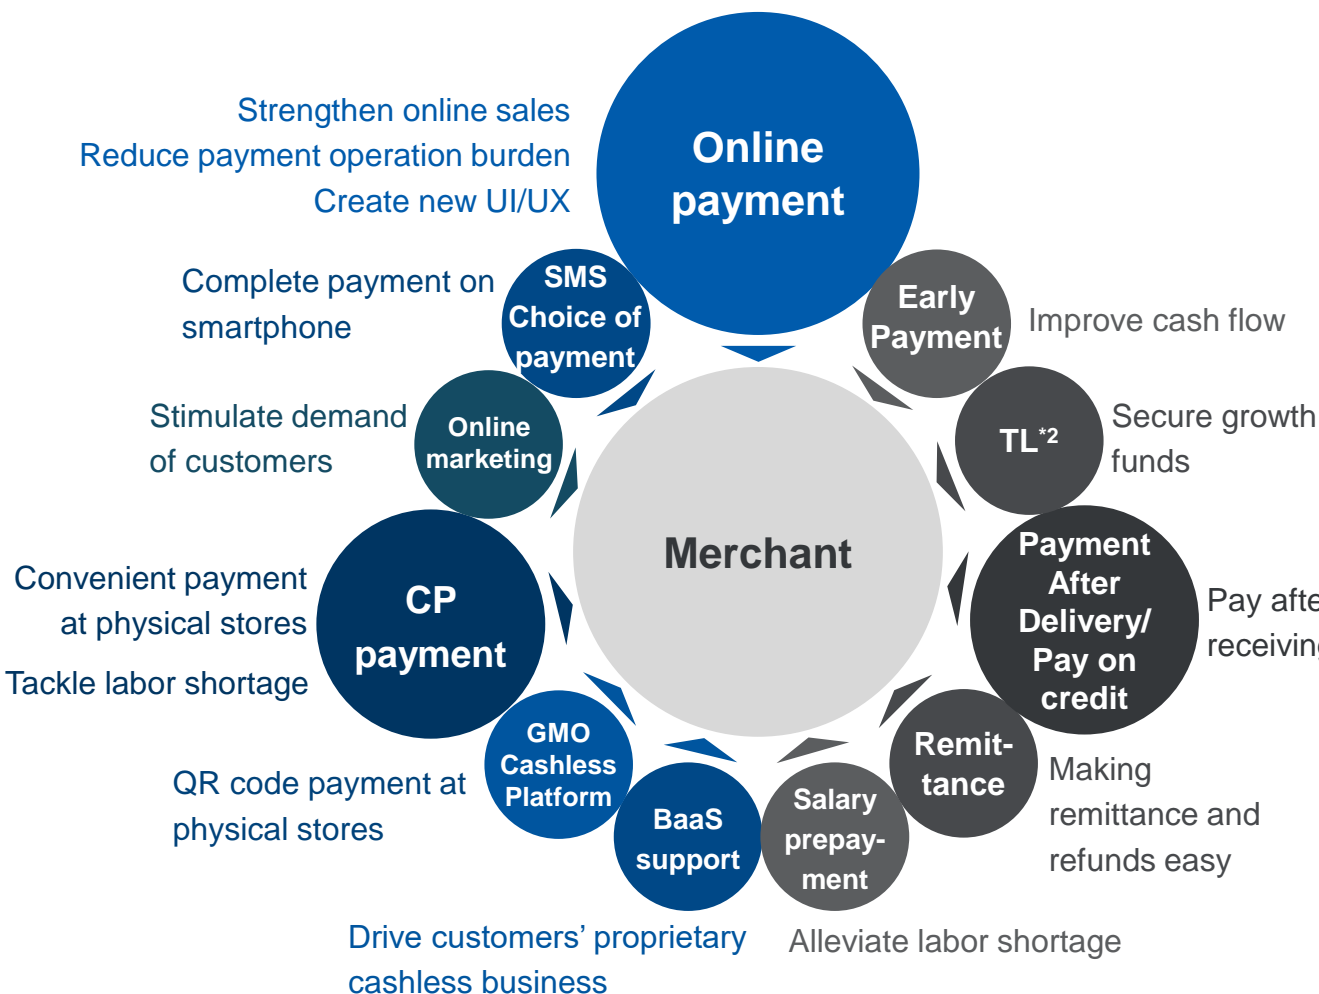 Online
payment
Strengthen online sales
Reduce payment operation burden
Create new UI/UX
SMS
Choice of
payment
Complete payment on
smartphone
Early
Payment
Improve cash flow
Online
marketing
Stimulate demand
of customers
TL*2
Secure growth
funds
Merchant
CP
payment
Convenient payment
at physical stores
Tackle labor shortage
Payment
After
Delivery/
Pay on
credit
Pay afte
receiving
GMO
Cashless
Platform
QR code payment at
physical stores
Remit-
tance
Making
remittance and
refunds easy
BaaS
support
Drive customers’ proprietary
cashless business
Salary
prepay-
ment
Alleviate labor shortage